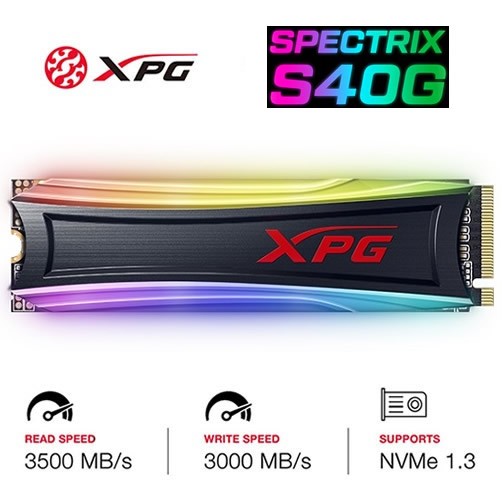 XPG
SPECTRIX
S40G
XPG
READ SPEED
3500 MB/s
WRITE SPEED
3000 MB/s
SUPPORTS
NVMe 1.3